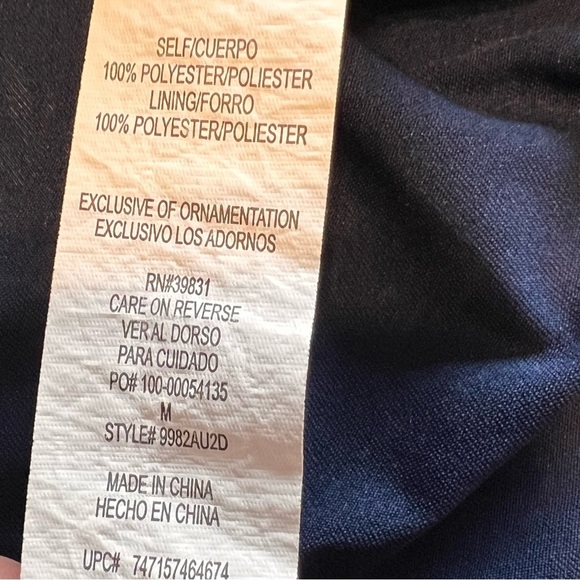 SELF/CUERPO
100% POLYESTER/POLIESTER
LINING/FORRO
100% POLYESTER/POLIESTER
EXCLUSIVE OF ORNAMENTATION
EXCLUSIVO LOS ADORNOS
RN#39831
CARE ON REVERSE
VER AL DORSO
PARA CUIDADO
PO# 100-00054135
M
STYLE# 9982AU2D
MADE IN CHINA
HECHO EN CHINA
UPC# 747157464674